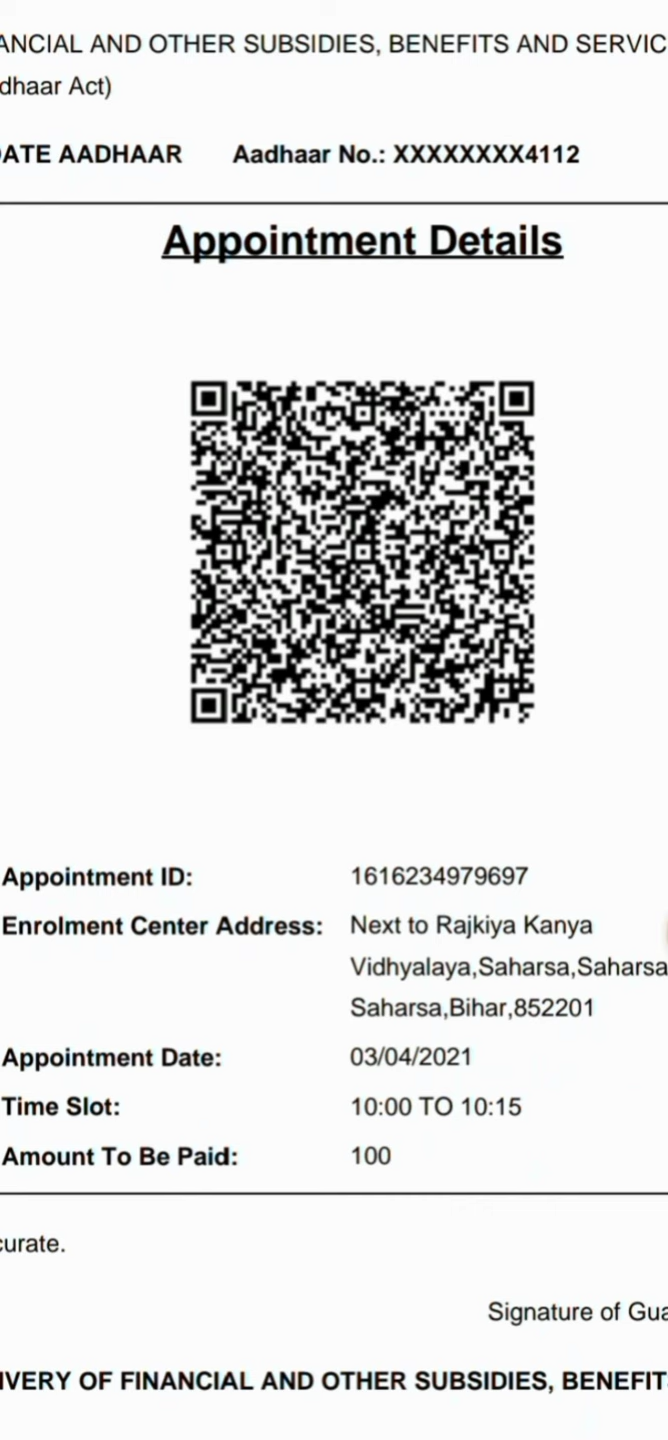 ANCIAL AND OTHER SUBSIDIES, BENEFITS AND SERVIC
dhaar Act)
ATE AADHAAR Aadhaar No.: XXXXXXXX4112
Appointment Details
Appointment ID: 1616234979697
Enrolment Center Address: Next to Rajkiya Kanya
Vidhyalaya,Saharsa,Saharsa
Saharsa,Bihar,852201
Appointment Date: 03/04/2021
Time Slot: 10:00 TO 10:15
Amount To Be Paid: 100
curate.
Signature of Gua
IVERY OF FINANCIAL AND OTHER SUBSIDIES, BENEFIT